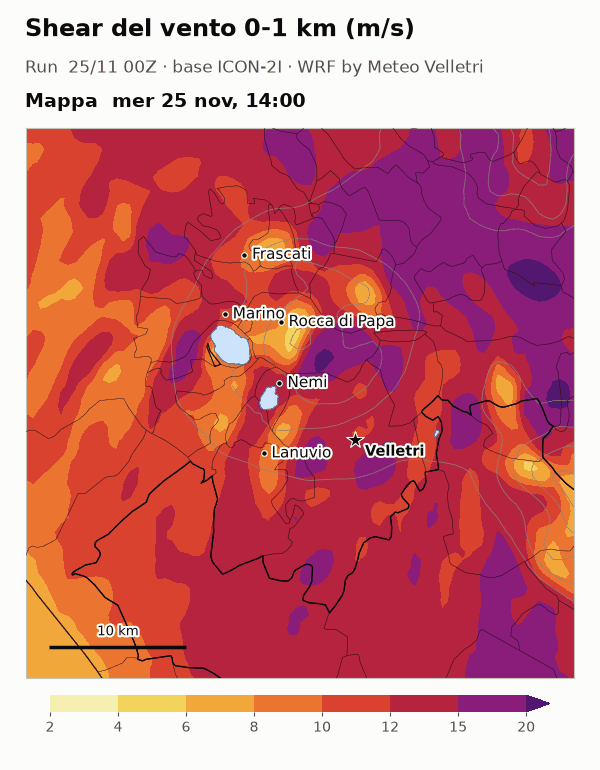 Shear del vento 0-1 km (m/s)
Run 25/11 00Z · base ICON-2I · WRF by Meteo Velletri
Mappa mer 25 nov, 14:00
Frascati
Marino
Rocca di Papa
Nemi
Velletri
Lanuvio
10 km
2 4 6 8 10 12 15 20